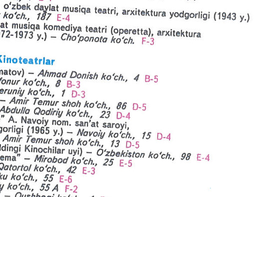 o'zbek davlat musiqa teatri, arxitektura yodgorligi (1943 y.)
ko'ch., 187 E-4
lat musiqa komediya teatri (operetta), arxitektura
972-1973 y.) – Cho'ponota ko'ch. F-3
Kinoteatrlar
matov) – Ahmad Donish ko'ch., 4 B-5
onur ko'ch., 8 B-3
eruniy ko'ch., 1 D-3
– Amir Temur shoh ko'ch., 86 D-5
Abdulla Qodiriy ko'ch., 23 D-4
" A. Navoiy nom. san'at saroyi,
gorligi (1965 y.) – Navoiy ko'ch., 15 D-4
Amir Temur shoh ko'ch., 13 D-5
ldingi Kinochilar uyi) – O'zbekiston ko'ch., 98 E-4
ema" – Mirobod ko'ch., 25 E-5
Qatortol ko'ch., 42 E-3
ku ko'ch., 55 E-6
y ko'ch., 55 A F-2